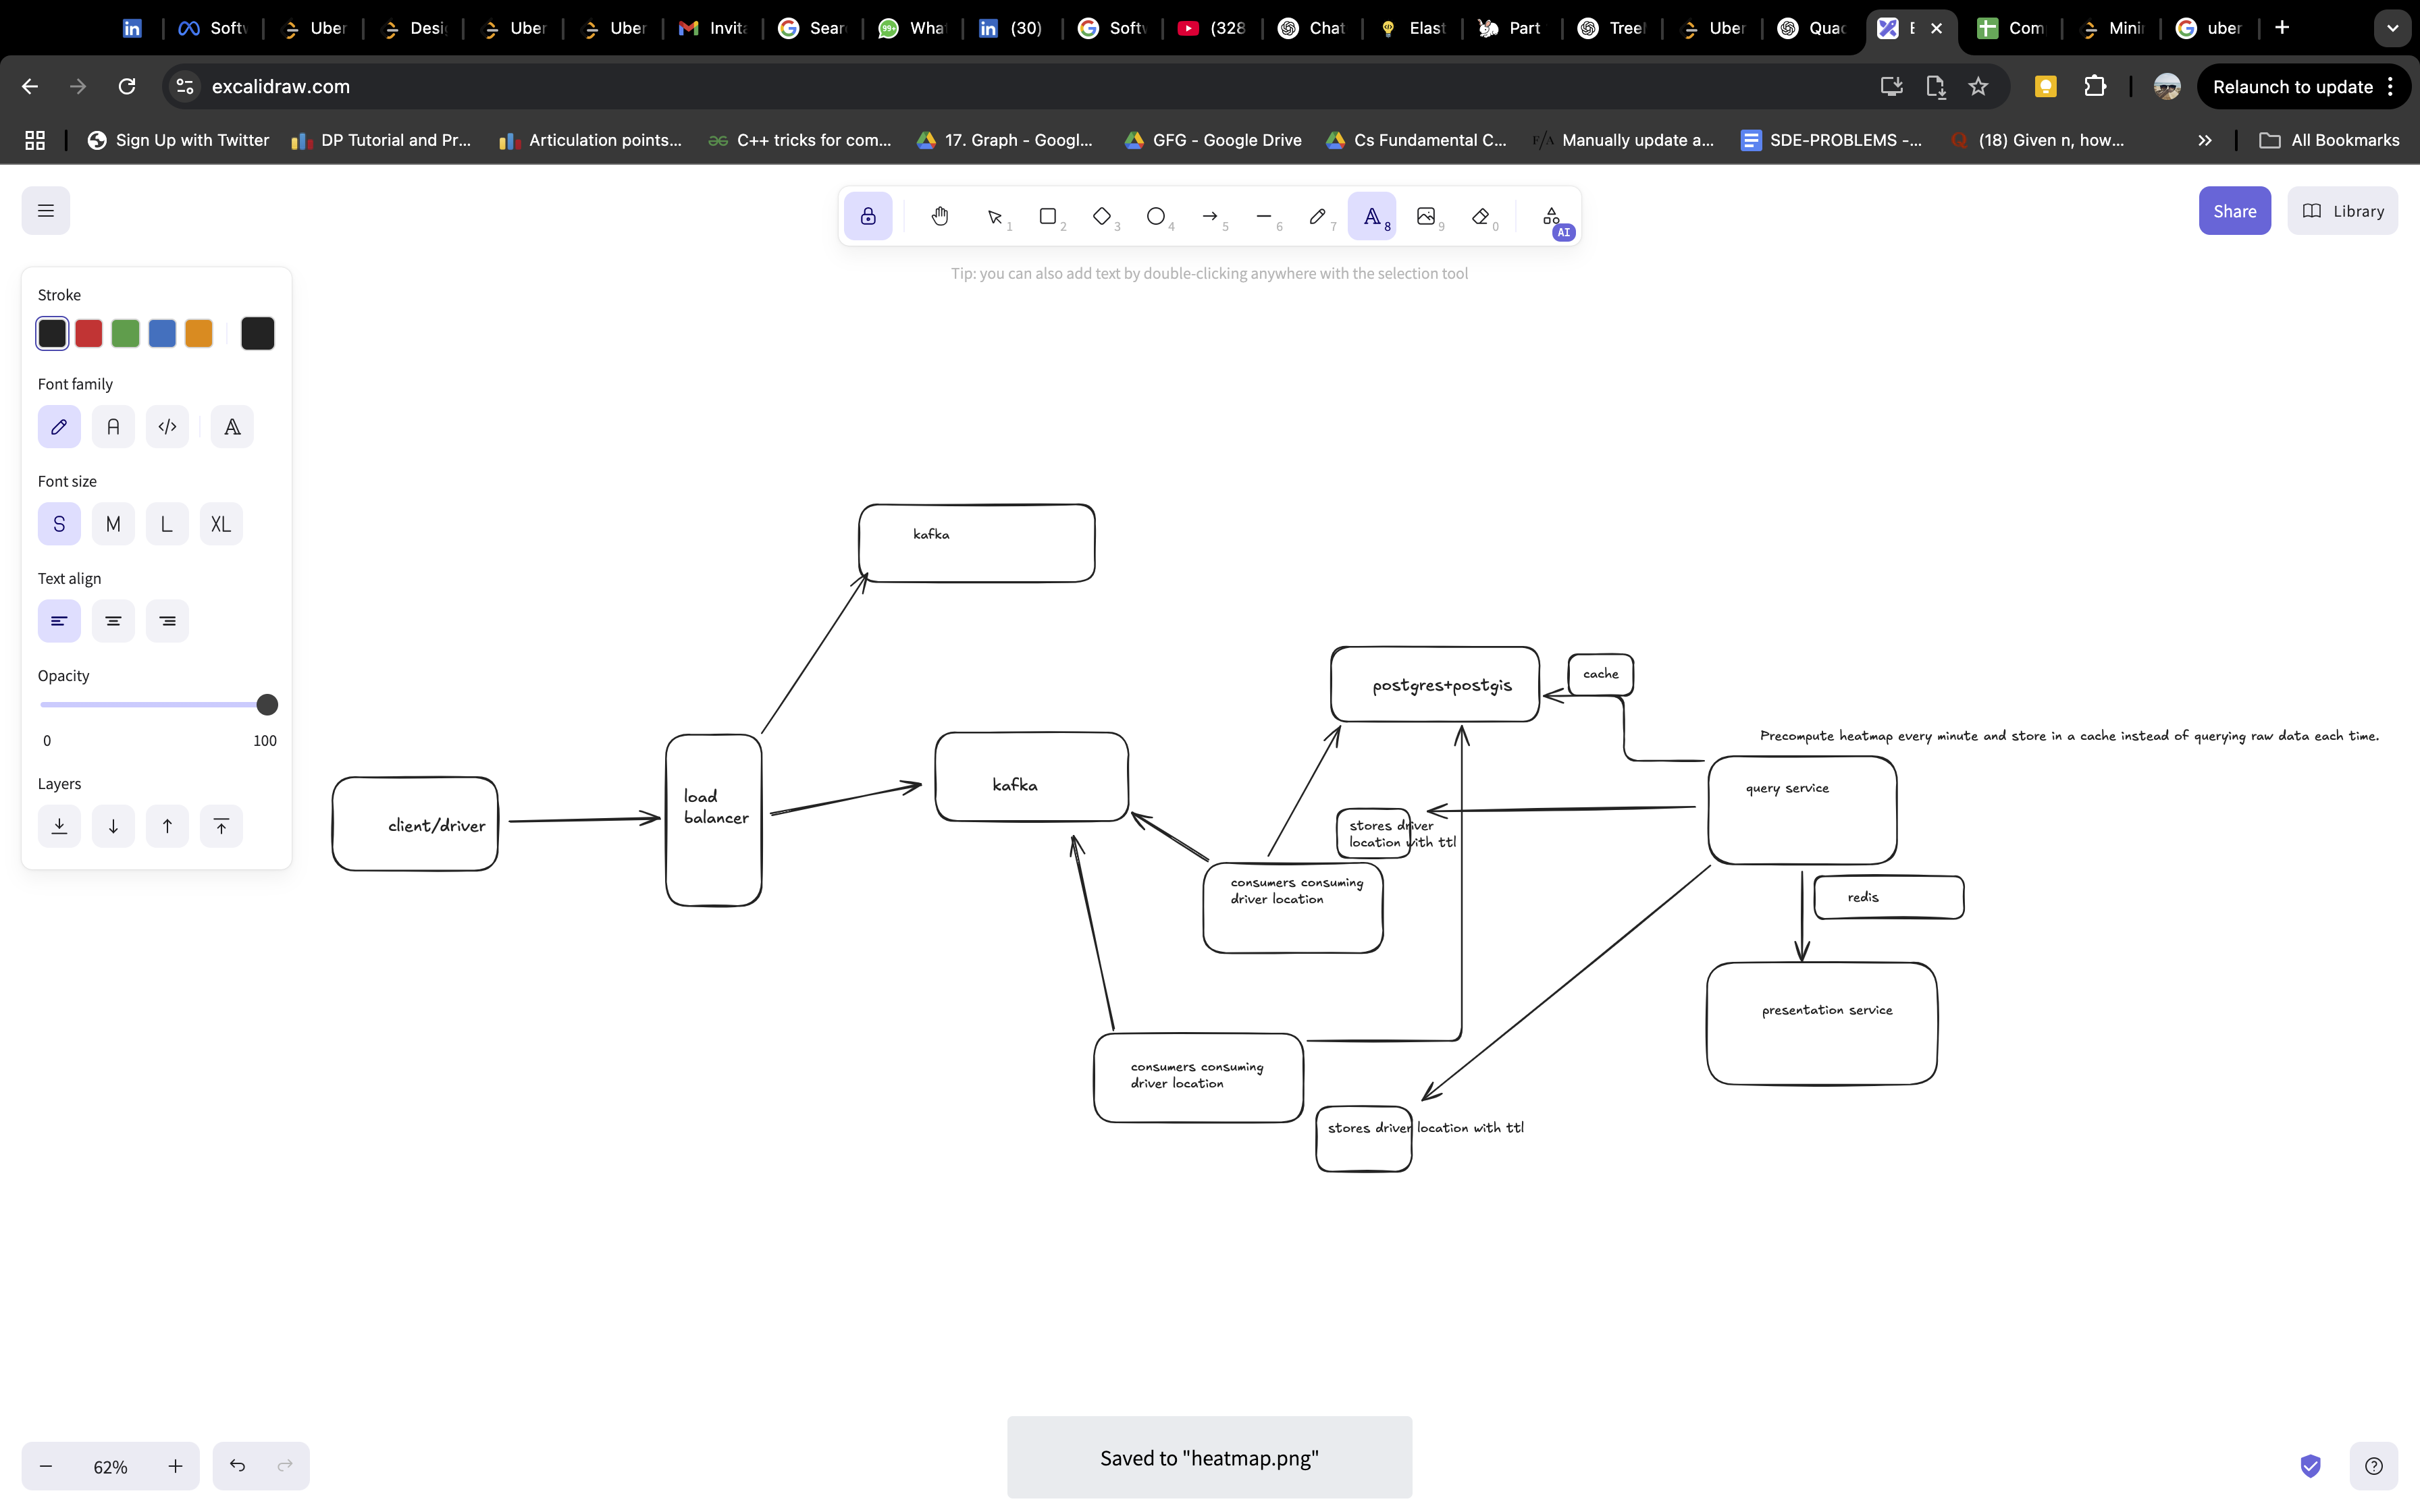 Soft
Uber
Desi
Uber
Uber
Invit
Sear
99+
Wha
(30)
Soft
(328
Chat
Elast
Part
Tree
Uber
Quad
E
Com
Mini
uber
excalidraw.com
Relaunch to update
Sign Up with Twitter
DP Tutorial and Pr...
Articulation points...
C++ tricks for com...
17. Graph - Googl...
GFG - Google Drive
Cs Fundamental C...
Manually update a...
SDE-PROBLEMS -...
(18) Given n, how...
All Bookmarks
1
2
3
4
5
6
7
A 8
9
0
AI
Share
Library
Tip: you can also add text by double-clicking anywhere with the selection tool
Stroke
Font family
Font size
S
M
L
XL
Text align
Opacity
0
100
Layers
kafka
postgres+postgis
cache
Precompute heatmap every minute and store in a cache instead of querying raw data each time.
client/driver
load
balancer
kafka
query service
stores driver
location with ttl
consumers consuming
driver location
redis
presentation service
consumers consuming
driver location
stores driver location with ttl
Saved to "heatmap.png"
62%